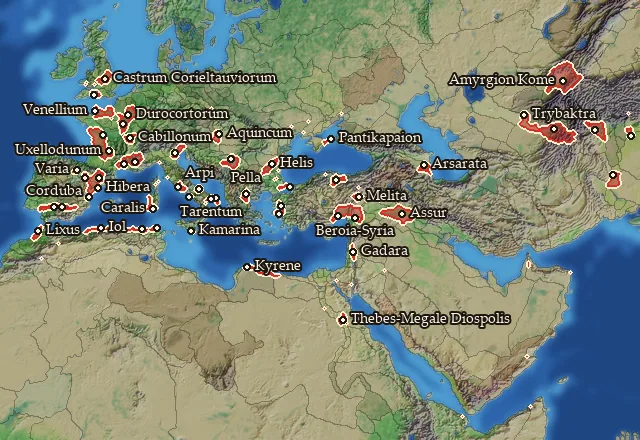 Castrum Corieltauviorum
Amyrgion Kome
Venellium
Durocortorum
Trybaktra
Cabillonum
Aquincum
Pantikapaion
Uxellodunum
Varia
Arpi
Helis
Arsarata
Pella
Corduba
Hibera
Melita
Caralis
Tarentum
Assur
Lixus
Iol
Kamarina
Beroia-Syria
Gadara
Kyrene
Thebes-Megale Diospolis